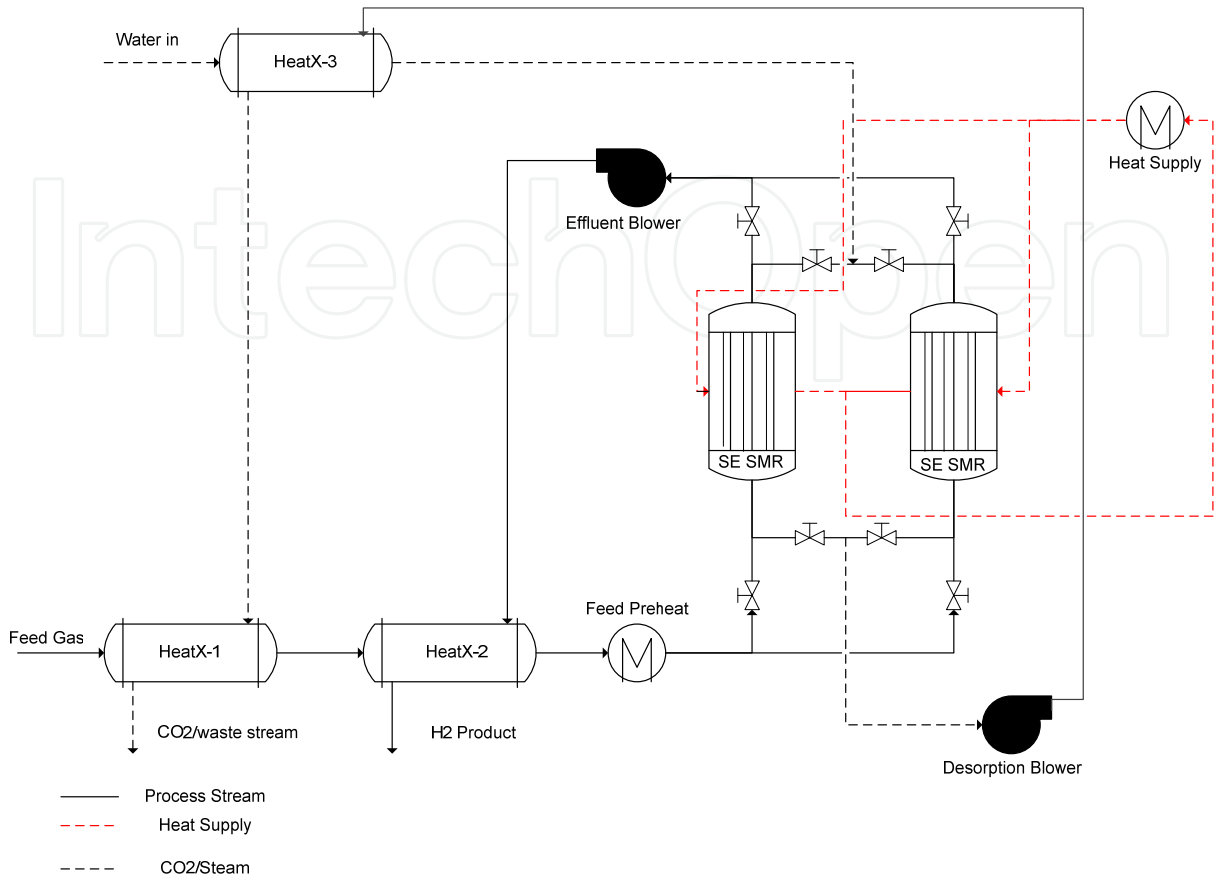 Water in
HeatX-3
Heat Supply
Effluent Blower
IntechOpen
SE SMR
SE SMR
Feed Preheat
Feed Gas
HeatX-1
HeatX-2
CO2/waste stream
H2 Product
Desorption Blower
Process Stream
Heat Supply
CO2/Steam